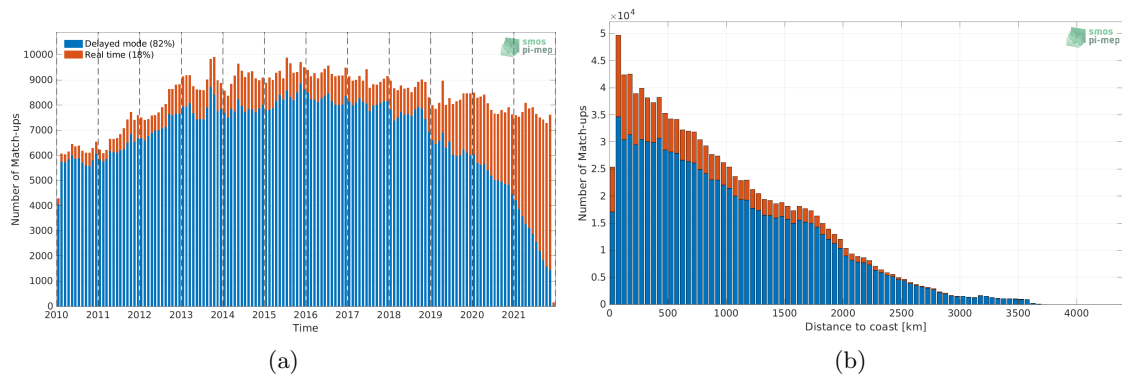 Delayed mode (82%)
Real time (18%)
smos
pi-mep
10000
9000
8000
7000
6000
5000
4000
3000
2000
1000
0
Number of Match-ups
2010 2011 2012 2013 2014 2015 2016 2017 2018 2019 2020 2021
Time
(a)
×10⁴
smos
pi-mep
5
4.5
4
3.5
3
2.5
2
1.5
1
0.5
0
Number of Match-ups
0 500 1000 1500 2000 2500 3000 3500 4000
Distance to coast [km]
(b)